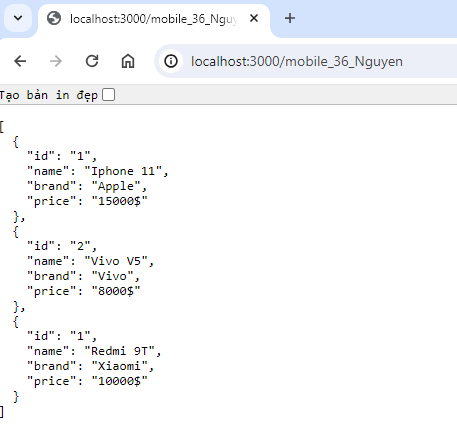 localhost:3000/mobile_36_Nguy
localhost:3000/mobile_36_Nguyen
Tạo bản in đẹp
[
  {
    "id": "1",
    "name": "Iphone 11",
    "brand": "Apple",
    "price": "15000$"
  },
  {
    "id": "2",
    "name": "Vivo V5",
    "brand": "Vivo",
    "price": "8000$"
  },
  {
    "id": "1",
    "name": "Redmi 9T",
    "brand": "Xiaomi",
    "price": "10000$"
  }
]